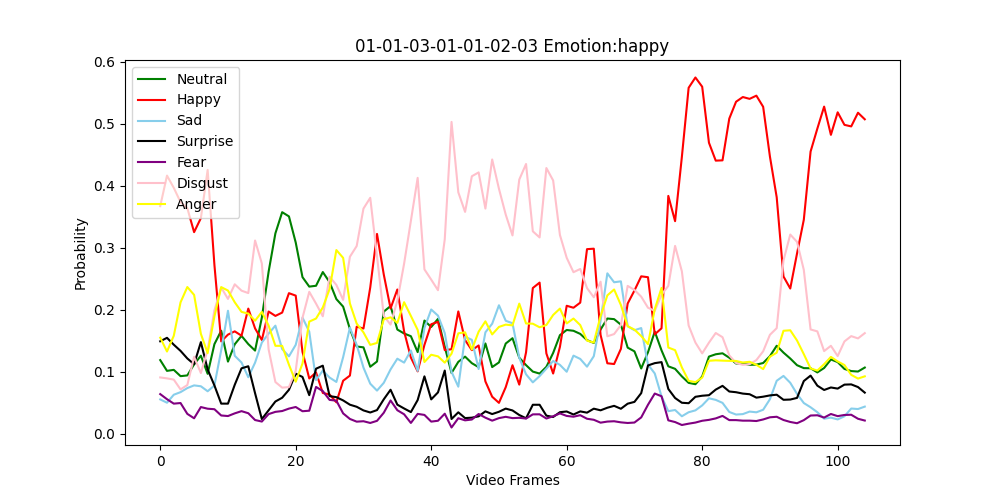 01-01-03-01-01-02-03 Emotion:happy
0.6
0.5
0.4
0.3
0.2
0.1
0.0
Probability
Neutral
Happy
Sad
Surprise
Fear
Disgust
Anger
0 20 40 60 80 100
Video Frames